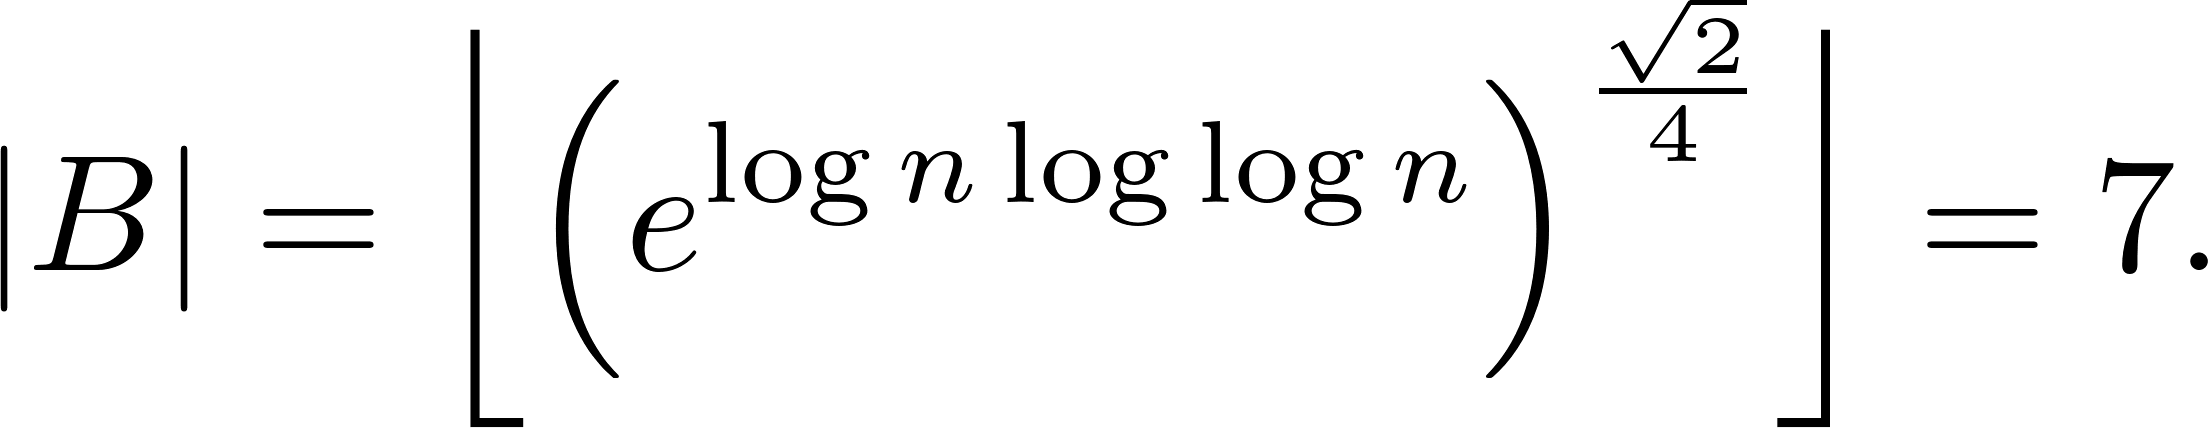 |B| = ⌊(e^{log n log log n})^{√2/4}⌋ = 7.